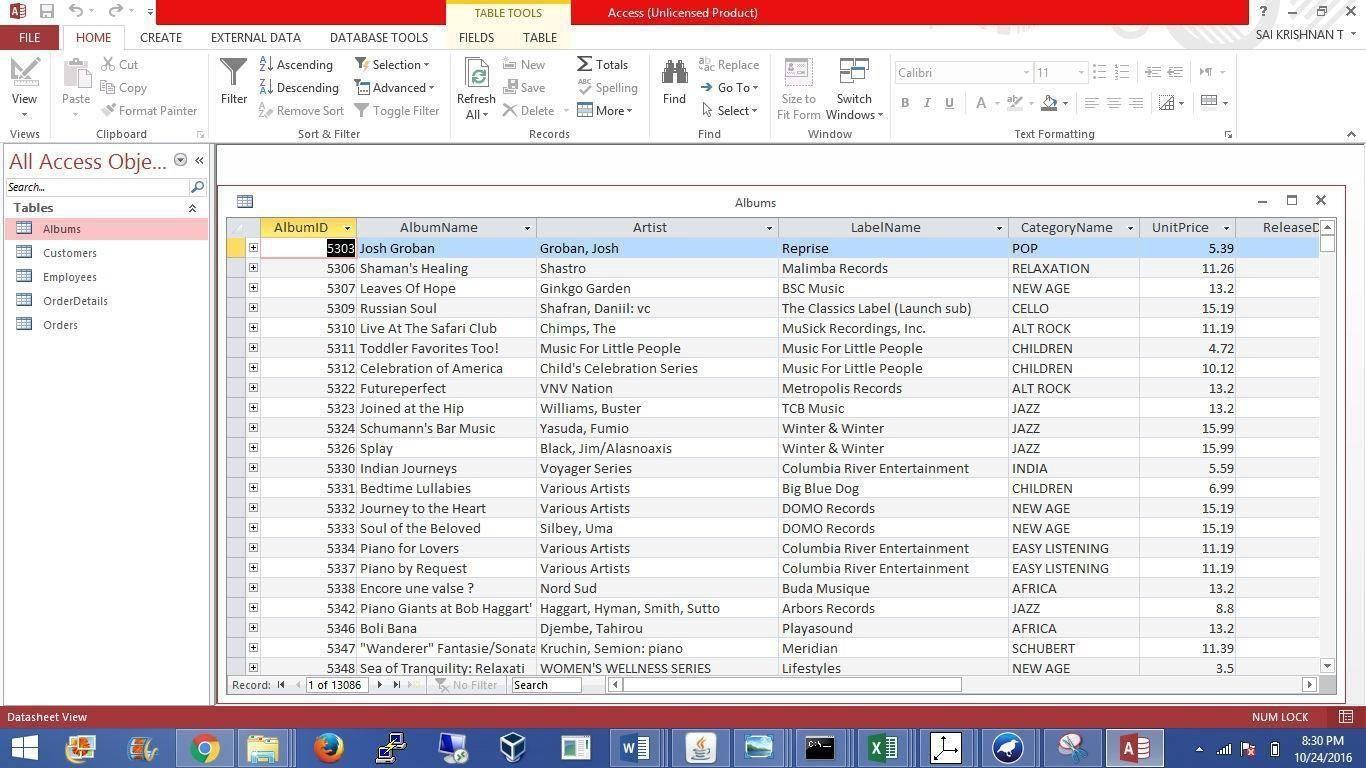 TABLE TOOLS Access (Unlicensed Product) ?
FILE HOME CREATE EXTERNAL DATA DATABASE TOOLS FIELDS TABLE SAI KRISHNAN T
View
Views
Paste
Cut
Copy
Format Painter
Clipboard
Filter
Ascending
Descending
Remove Sort
Selection
Advanced
Toggle Filter
Sort & Filter
Refresh
All
New
Save
Delete
Totals
Spelling
More
Records
Find
Replace
Go To
Select
Find
Size to
Fit Form
Switch
Windows
Window
Calibri 11
B I U A
Text Formatting
All Access Obje...
Search...
Tables
Albums
Customers
Employees
OrderDetails
Orders
Albums
AlbumID AlbumName Artist LabelName CategoryName UnitPrice ReleaseD
5303 Josh Groban Groban, Josh Reprise POP 5.39
5306 Shaman's Healing Shastro Malimba Records RELAXATION 11.26
5307 Leaves Of Hope Ginkgo Garden BSC Music NEW AGE 13.2
5309 Russian Soul Shafran, Daniil: vc The Classics Label (Launch sub) CELLO 15.19
5310 Live At The Safari Club Chimps, The MuSick Recordings, Inc. ALT ROCK 11.19
5311 Toddler Favorites Too! Music For Little People Music For Little People CHILDREN 4.72
5312 Celebration of America Child's Celebration Series Music For Little People CHILDREN 10.12
5322 Futureperfect VNV Nation Metropolis Records ALT ROCK 13.2
5323 Joined at the Hip Williams, Buster TCB Music JAZZ 13.2
5324 Schumann's Bar Music Yasuda, Fumio Winter & Winter JAZZ 15.99
5326 Splay Black, Jim/Alasnoaxis Winter & Winter JAZZ 15.99
5330 Indian Journeys Voyager Series Columbia River Entertainment INDIA 5.59
5331 Bedtime Lullabies Various Artists Big Blue Dog CHILDREN 6.99
5332 Journey to the Heart Various Artists DOMO Records NEW AGE 15.19
5333 Soul of the Beloved Silbey, Uma DOMO Records NEW AGE 15.19
5334 Piano for Lovers Various Artists Columbia River Entertainment EASY LISTENING 11.19
5337 Piano by Request Various Artists Columbia River Entertainment EASY LISTENING 11.19
5338 Encore une valse ? Nord Sud Buda Musique AFRICA 13.2
5342 Piano Giants at Bob Haggart' Haggart, Hyman, Smith, Sutto Arbors Records JAZZ 8.8
5346 Boli Bana Djembe, Tahirou Playasound AFRICA 13.2
5347 "Wanderer" Fantasie/Sonata Kruchin, Semion: piano Meridian SCHUBERT 11.39
5348 Sea of Tranquility: Relaxati WOMEN'S WELLNESS SERIES Lifestyles NEW AGE 3.5
Record: 1 of 13086 No Filter Search
Datasheet View NUM LOCK
8:30 PM
10/24/2016